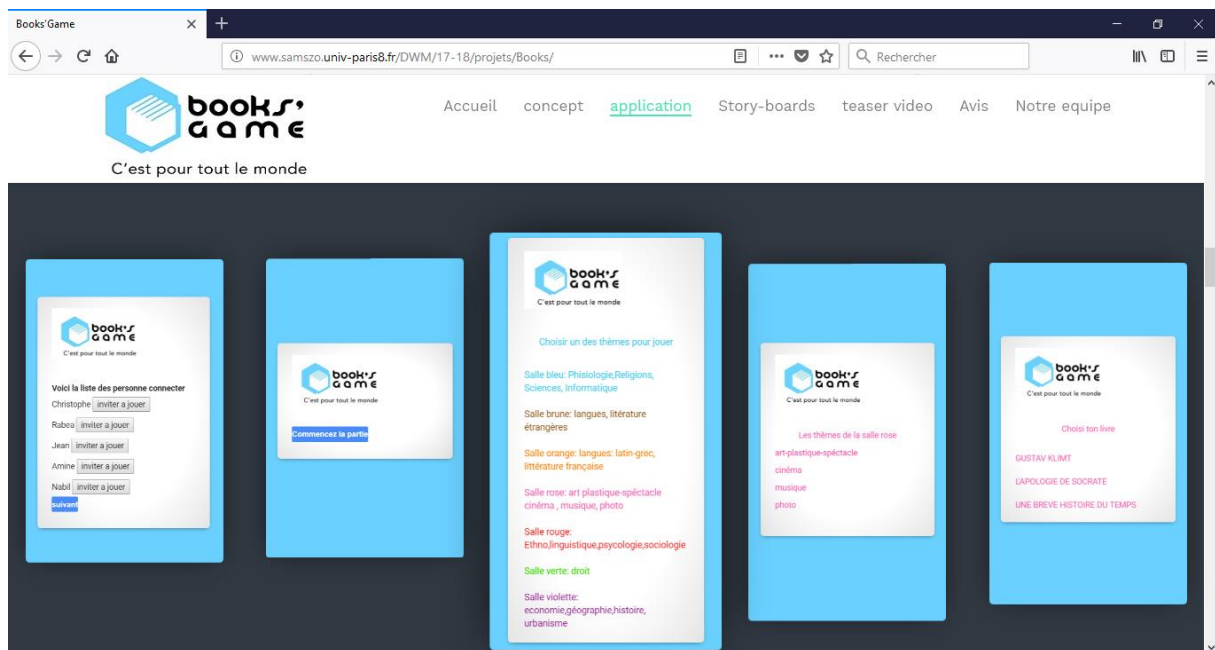 Books'Game
www.samszo.univ-paris8.fr/DWM/17-18/projets/Books/
Rechercher
books'
game
C'est pour tout le monde
Accueil concept application Story-boards teaser video Avis Notre equipe
book's
game
C'est pour tout le monde
Voici la liste des personne connecter
Christophe inviter a jouer
Rabea inviter a jouer
Jean inviter a jouer
Amine inviter a jouer
Nabil inviter a jouer
suivant
book's
game
C'est pour tout le monde
Commencez la partie
book's
game
C'est pour tout le monde
Choisir un des thèmes pour jouer
Salle bleu: Phisiologie,Religions,
Sciences, Informatique
Salle brune: langues, litérature
étrangères
Salle orange: langues: latin-grec,
littérature française
Salle rose: art plastique-spéctacle
cinéma , musique, photo
Salle rouge:
Ethno,linguistique,psycologie,sociologie
Salle verte: droit
Salle violette:
economie,géographie,histoire,
urbanisme
book's
game
C'est pour tout le monde
Les thèmes de la salle rose
art-plastique-spéctacle
cinéma
musique
photo
book's
game
C'est pour tout le monde
Choisi ton livre
GUSTAV KLIMT
L'APOLOGIE DE SOCRATE
UNE BREVE HISTOIRE DU TEMPS